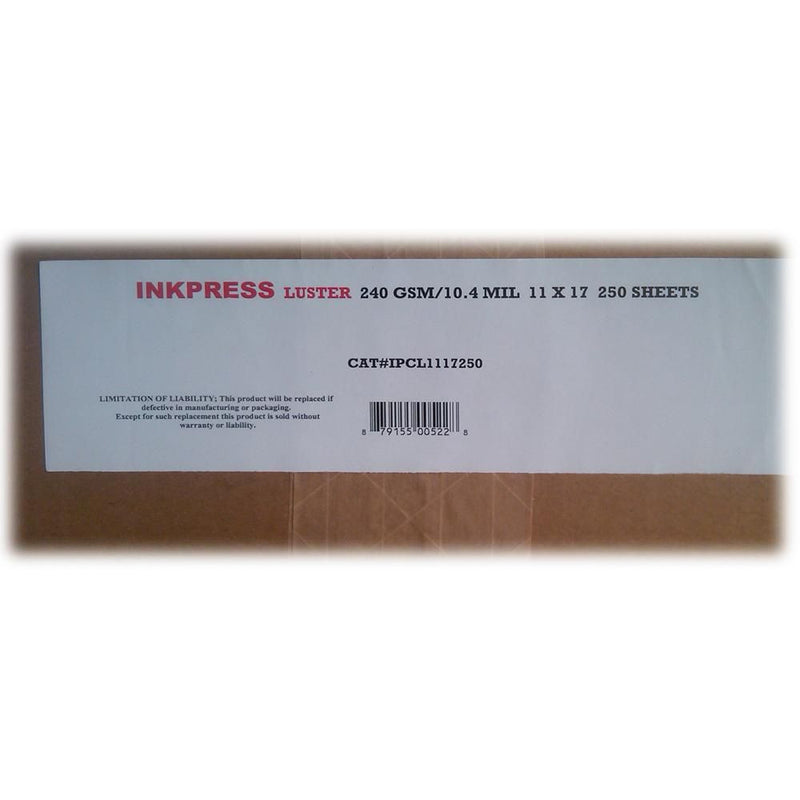 INKPRESS LUSTER 240 GSM/10.4 MIL 11 X 17 250 SHEETS
CAT#IPCL1117250
LIMITATION OF LIABILITY; This product will be replaced if
defective in manufacturing or packaging.
Except for such replacement this product is sold without
warranty or liability.
8 79155 00522 8